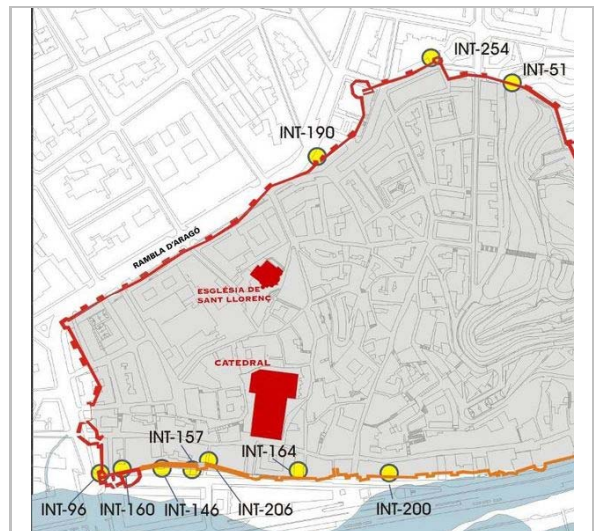 INT-254
INT-51
INT-190
RAMBLA D'ARAGÓ
ESGLÉSIA DE
SANT LLORENÇ
CATEDRAL
INT-157
INT-164
INT-96
INT-160
INT-146
INT-206
INT-200